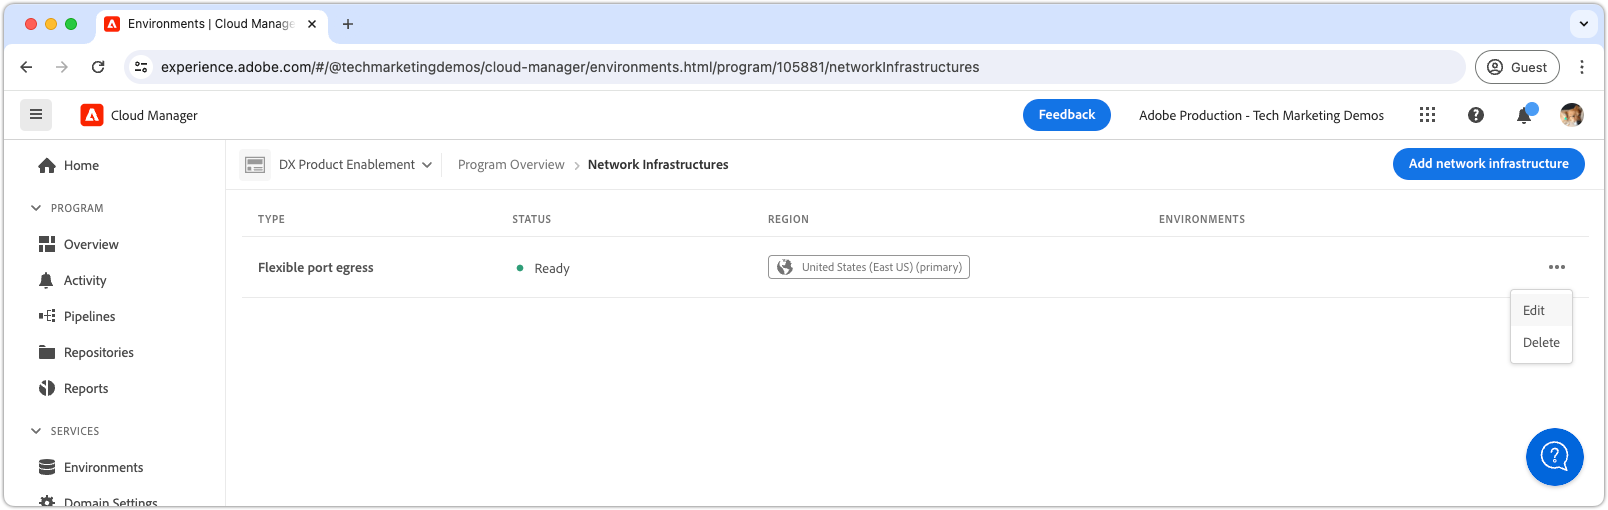 Environments | Cloud Manage
experience.adobe.com/#/@techmarketingdemos/cloud-manager/environments.html/program/105881/networkInfrastructures
Guest
Cloud Manager
Feedback
Adobe Production - Tech Marketing Demos
Home
PROGRAM
Overview
Activity
Pipelines
Repositories
Reports
SERVICES
Environments
Domain Settings
DX Product Enablement
Program Overview > Network Infrastructures
Add network infrastructure
TYPE STATUS REGION ENVIRONMENTS
Flexible port egress Ready United States (East US) (primary)
Edit
Delete